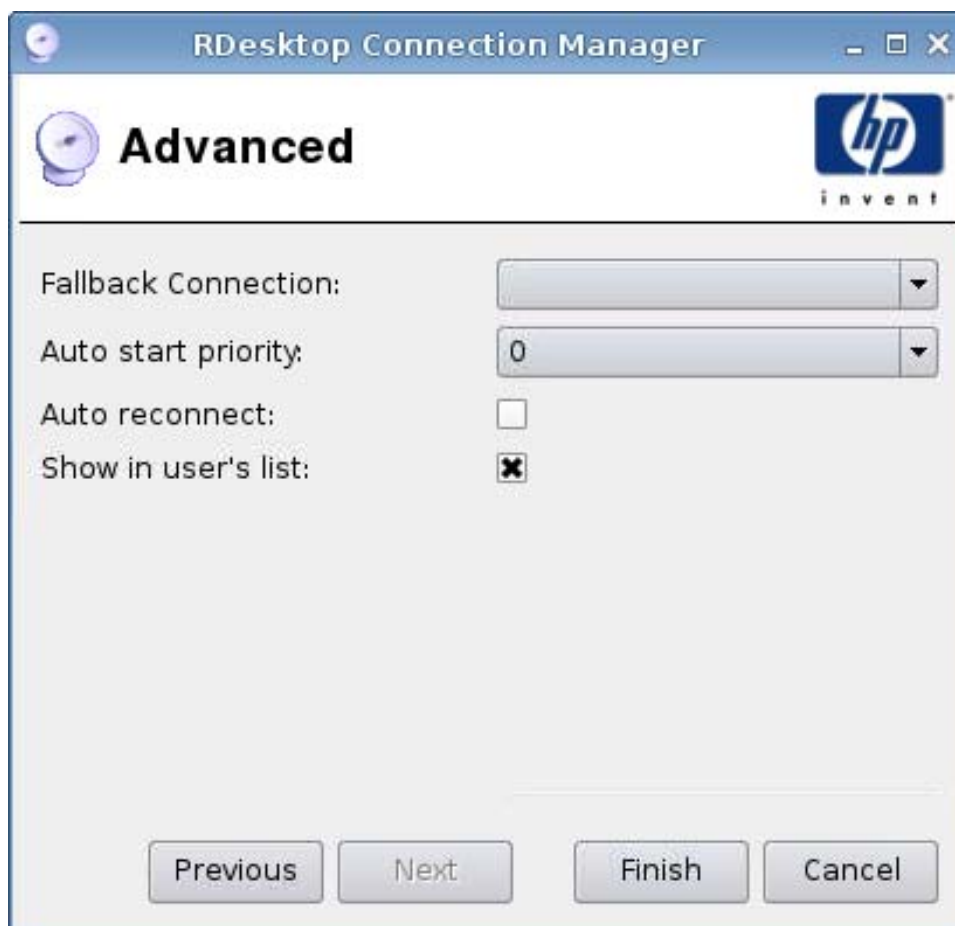 RDesktop Connection Manager
Advanced
hp
invent
Fallback Connection:
Auto start priority: 0
Auto reconnect:
Show in user's list:
Previous Next Finish Cancel